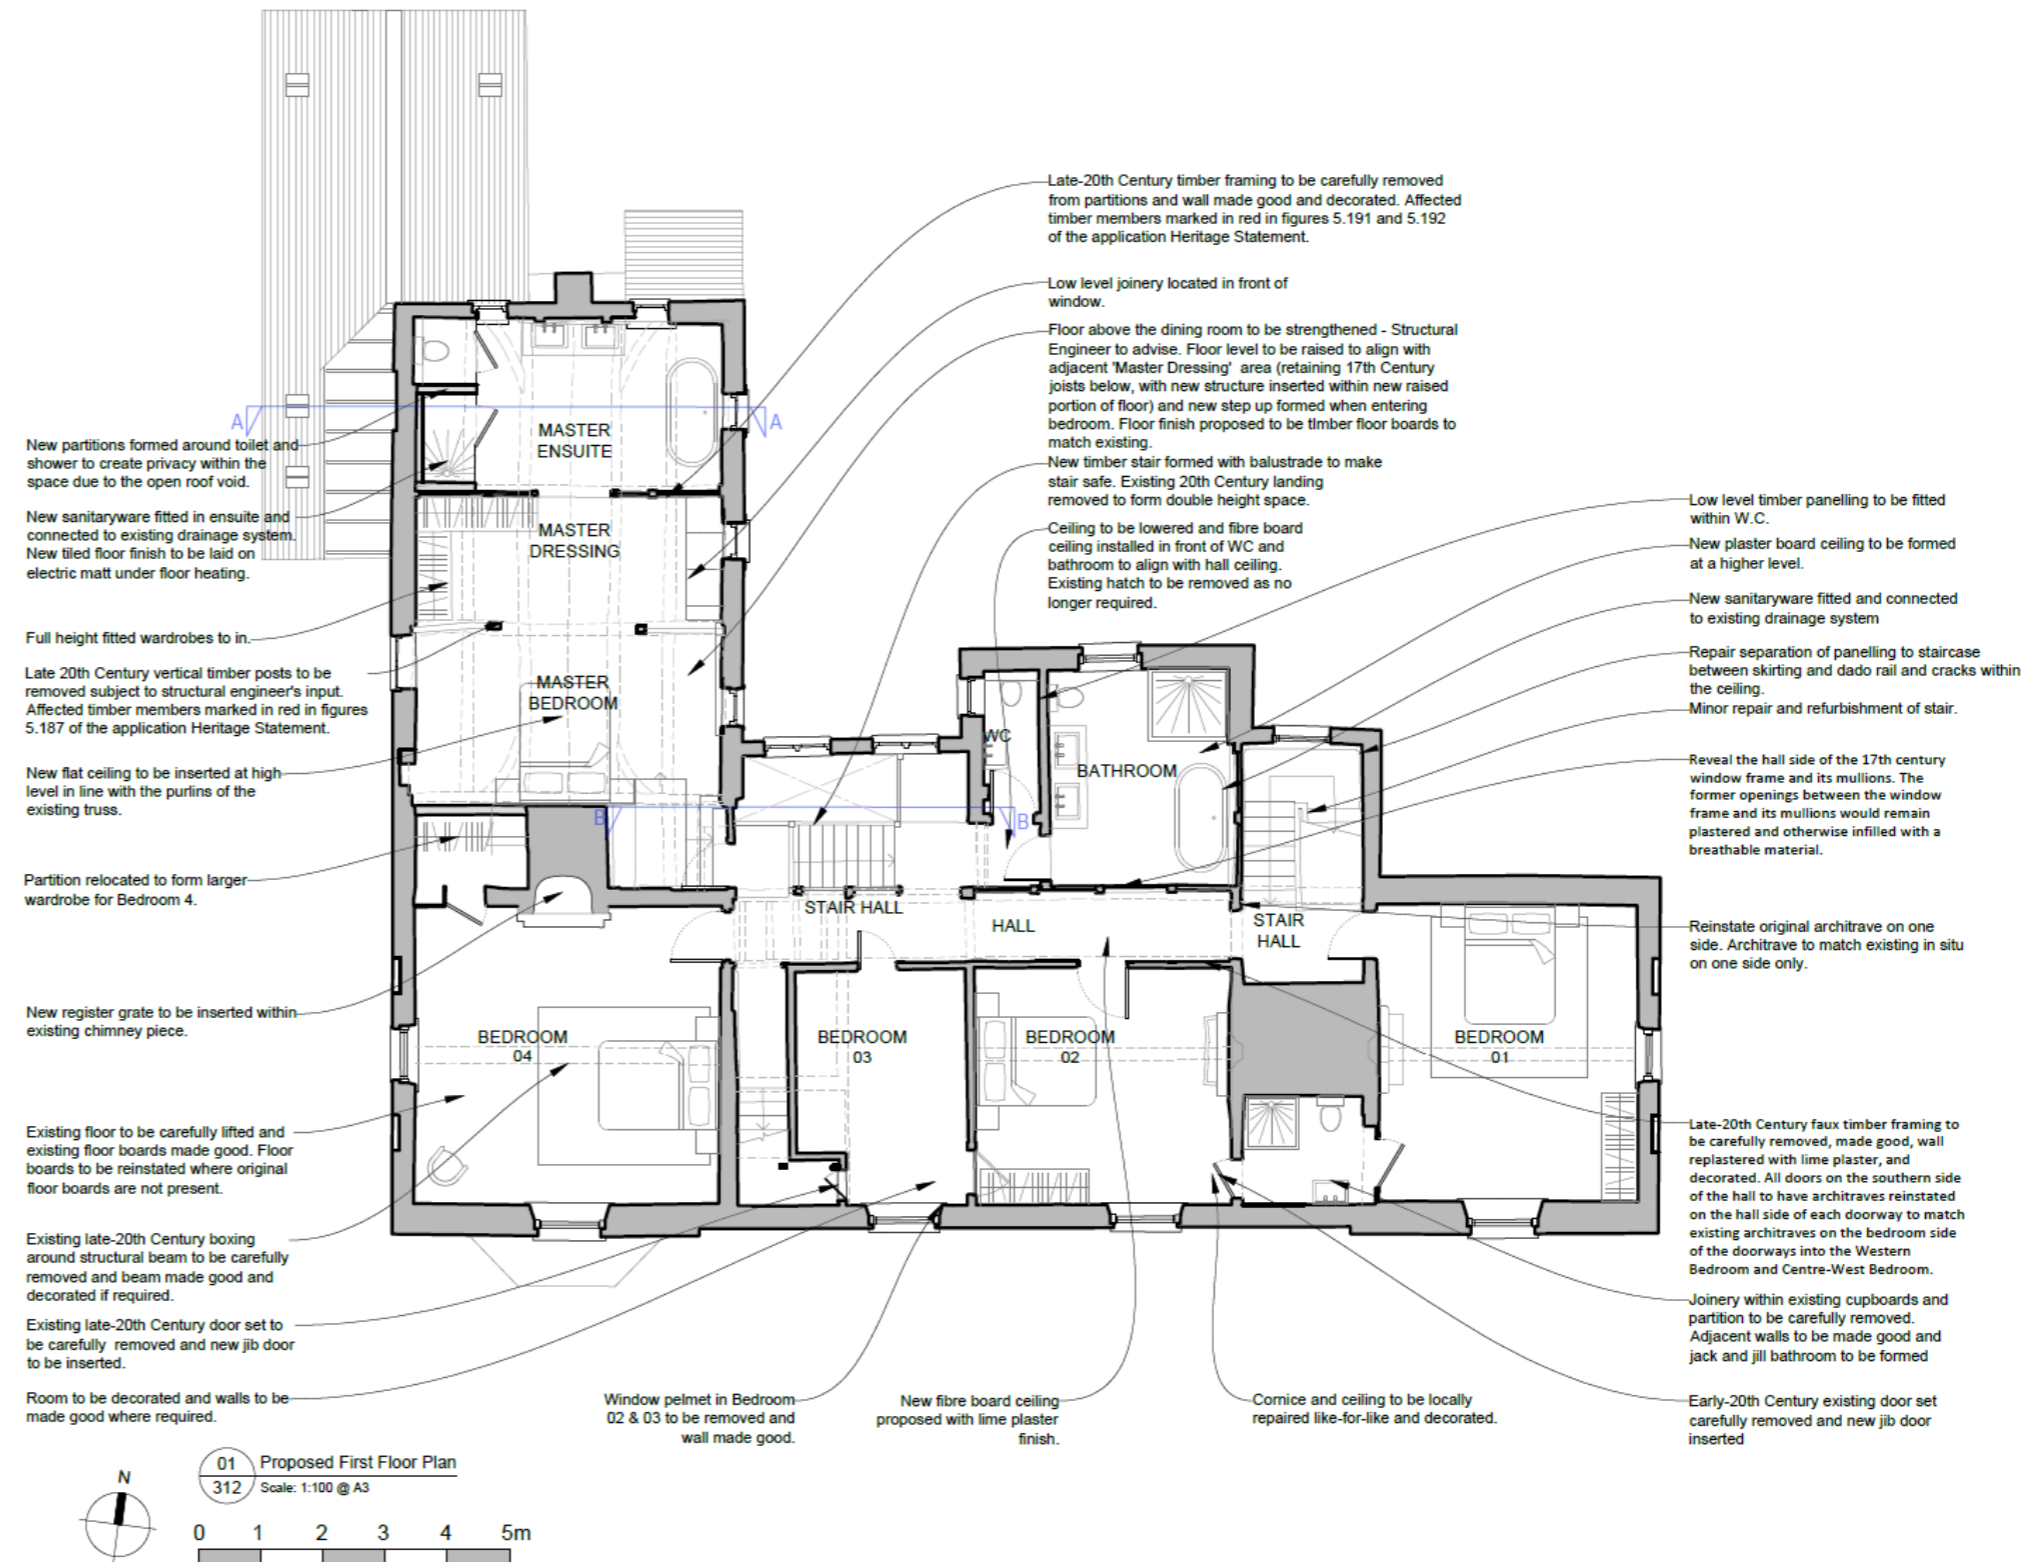 Late-20th Century timber framing to be carefully removed
from partitions and wall made good and decorated. Affected
timber members marked in red in figures 5.191 and 5.192
of the application Heritage Statement.
Low level joinery located in front of
window.
Floor above the dining room to be strengthened - Structural
Engineer to advise. Floor level to be raised to align with
adjacent 'Master Dressing' area (retaining 17th Century
joists below, with new structure inserted within new raised
portion of floor) and new step up formed when entering
bedroom. Floor finish proposed to be tImber floor boards to
match existing.
New timber stair formed with balustrade to make
stair safe. Existing 20th Century landing
removed to form double height space.
Ceiling to be lowered and fibre board
ceiling installed in front of WC and
bathroom to align with hall ceiling.
Existing hatch to be removed as no
longer required.
New partitions formed around toilet and
shower to create privacy within the
space due to the open roof void.
New sanitaryware fitted in ensuite and
connected to existing drainage system.
New tiled floor finish to be laid on
electric matt under floor heating.
Full height fitted wardrobes to in.
Late 20th Century vertical timber posts to be
removed subject to structural engineer's input.
Affected timber members marked in red in figures
5.187 of the application Heritage Statement.
New flat ceiling to be inserted at high
level in line with the purlins of the
existing truss.
Partition relocated to form larger
wardrobe for Bedroom 4.
New register grate to be inserted within
existing chimney piece.
Existing floor to be carefully lifted and
existing floor boards made good. Floor
boards to be reinstated where original
floor boards are not present.
Existing late-20th Century boxing
around structural beam to be carefully
removed and beam made good and
decorated if required.
Existing late-20th Century door set to
be carefully removed and new jib door
to be inserted.
Room to be decorated and walls to be
made good where required.
A
A
MASTER
ENSUITE
MASTER
DRESSING
MASTER
BEDROOM
B
B
WC
BATHROOM
STAIR HALL
HALL
STAIR
HALL
BEDROOM
04
BEDROOM
03
BEDROOM
02
BEDROOM
01
Low level timber panelling to be fitted
within W.C.
New plaster board ceiling to be formed
at a higher level.
New sanitaryware fitted and connected
to existing drainage system
Repair separation of panelling to staircase
between skirting and dado rail and cracks within
the ceiling.
Minor repair and refurbishment of stair.
Reveal the hall side of the 17th century
window frame and its mullions. The
former openings between the window
frame and its mullions would remain
plastered and otherwise infilled with a
breathable material.
Reinstate original architrave on one
side. Architrave to match existing in situ
on one side only.
Late-20th Century faux timber framing to
be carefully removed, made good, wall
replastered with lime plaster, and
decorated. All doors on the southern side
of the hall to have architraves reinstated
on the hall side of each doorway to match
existing architraves on the bedroom side
of the doorways into the Western
Bedroom and Centre-West Bedroom.
Joinery within existing cupboards and
partition to be carefully removed.
Adjacent walls to be made good and
jack and jill bathroom to be formed
Early-20th Century existing door set
carefully removed and new jib door
inserted
Window pelmet in Bedroom
02 & 03 to be removed and
wall made good.
New fibre board ceiling
proposed with lime plaster
finish.
Cornice and ceiling to be locally
repaired like-for-like and decorated.
01
312
Proposed First Floor Plan
Scale: 1:100 @ A3
N
0 1 2 3 4 5m